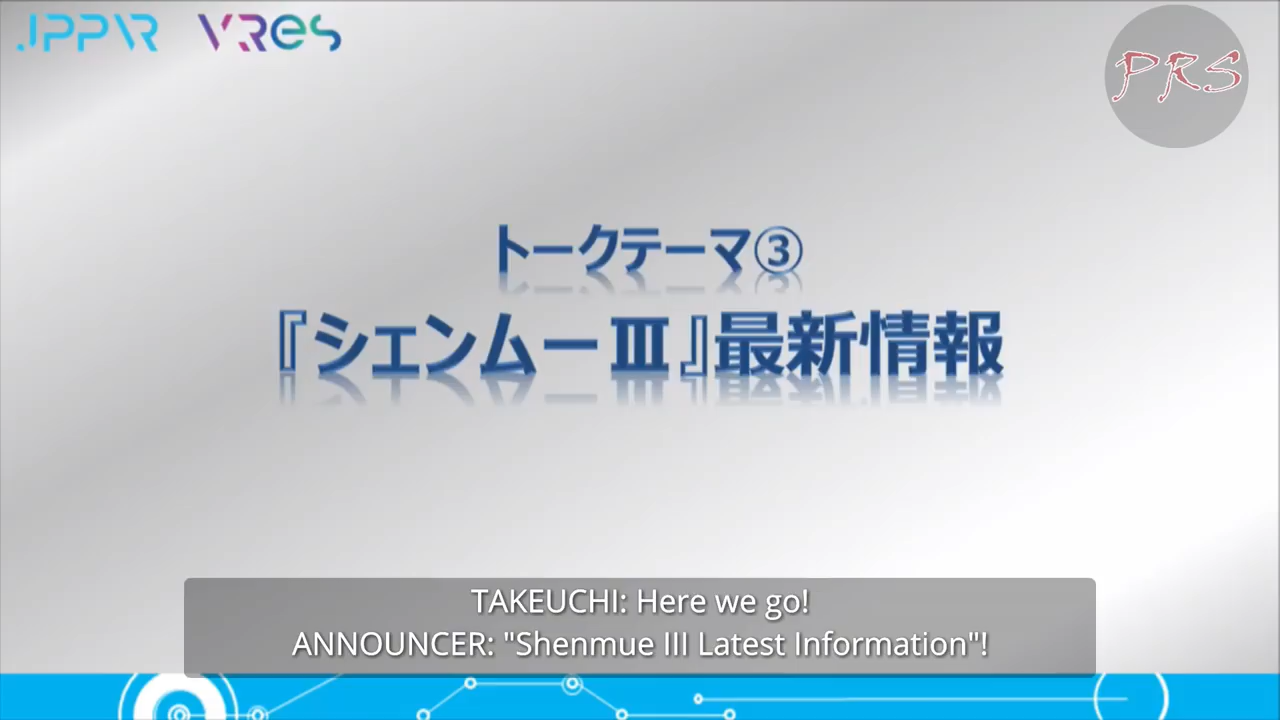 JPPVR VRes
PRS
トークテーマ③
『シェンムーⅢ』最新情報
TAKEUCHI: Here we go!
ANNOUNCER: "Shenmue III Latest Information"!